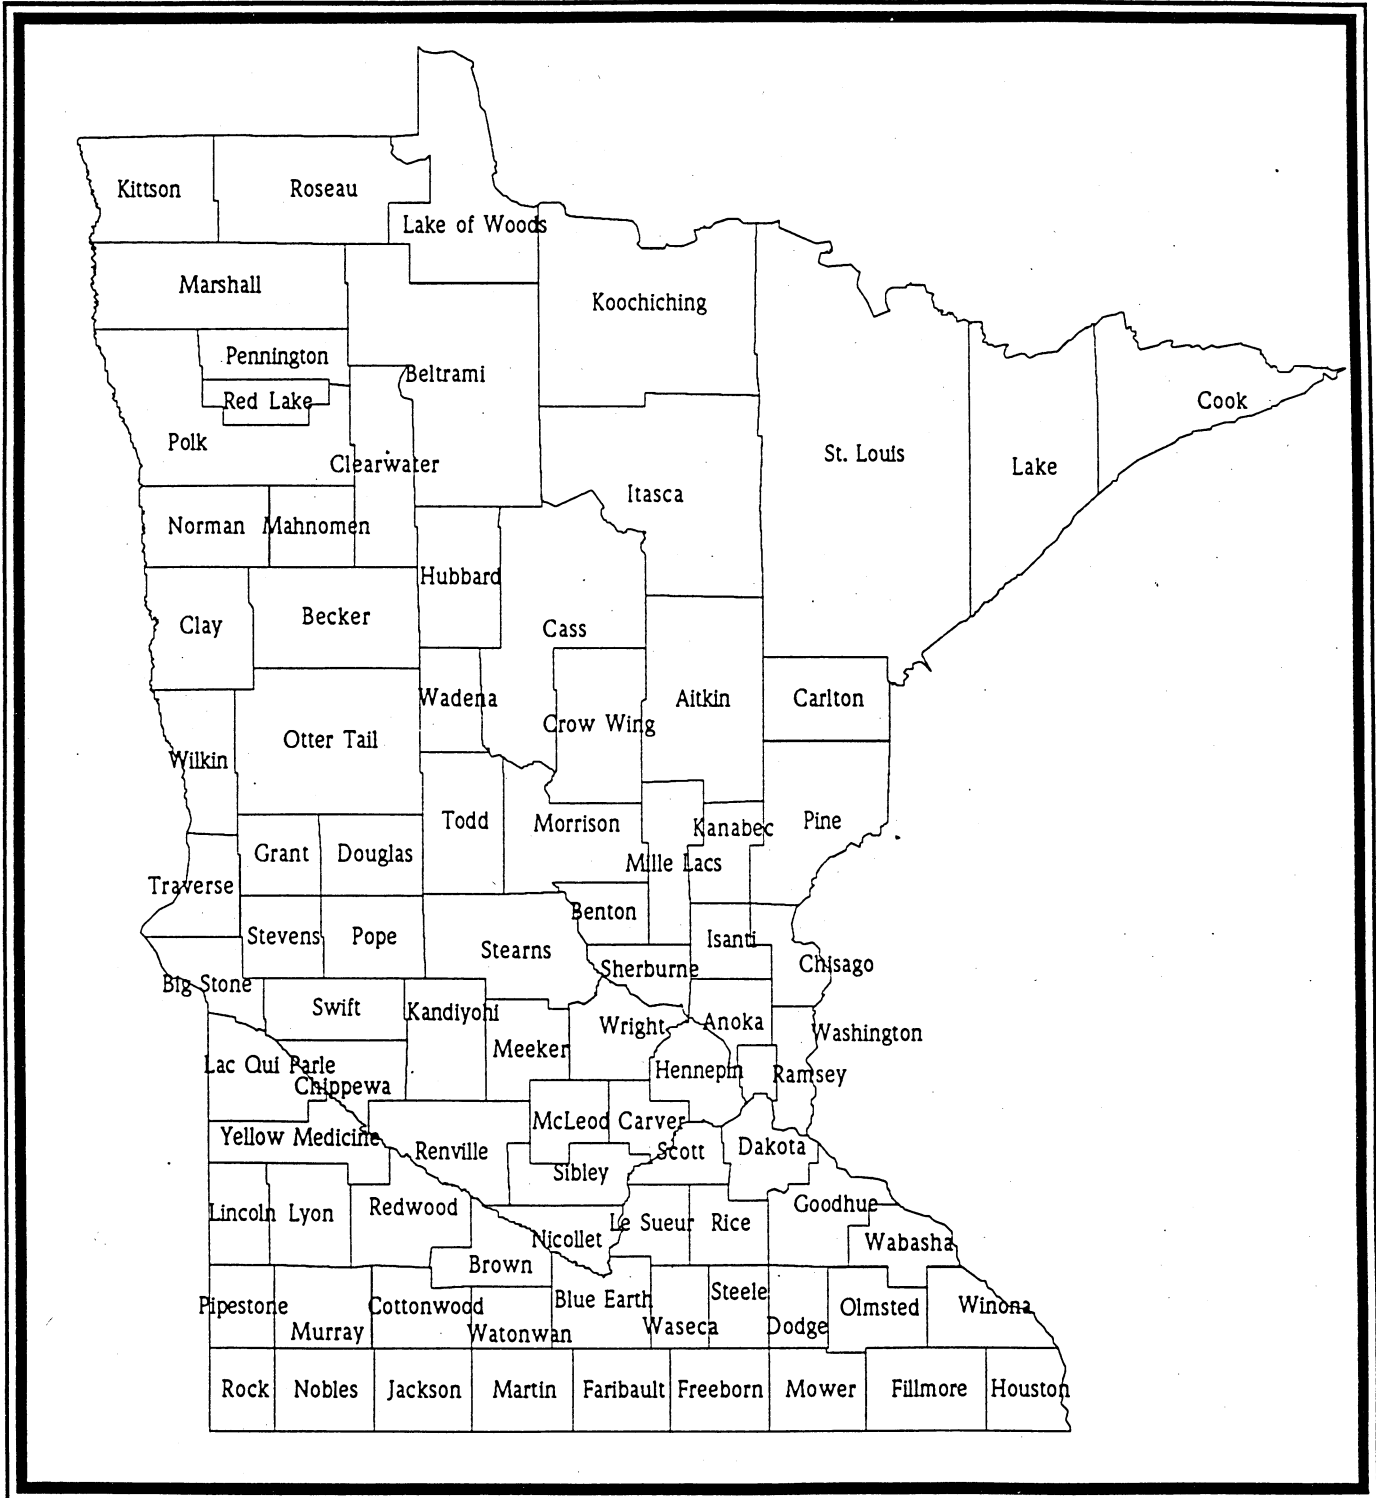 Kittson
Roseau
Lake of Woods
Marshall
Koochiching
Pennington
Beltrami
Red Lake
Cook
Polk
St. Louis
Clearwater
Lake
Itasca
Norman
Mahnomen
Hubbard
Becker
Clay
Cass
Wadena
Aitkin
Carlton
Crow Wing
Otter Tail
Wilkin
Todd
Morrison
Kanabec
Pine
Grant
Douglas
Mille Lacs
Traverse
Benton
Stevens
Pope
Isanti
Stearns
Sherburne
Chisago
Big Stone
Swift
Kandiyohi
Wright
Anoka
Washington
Meeker
Lac Qui Parle
Hennepin
Ramsey
Chippewa
McLeod
Carver
Yellow Medicine
Renville
Scott
Dakota
Sibley
Redwood
Goodhue
Lincoln
Lyon
Le Sueur
Rice
Nicollet
Wabasha
Brown
Steele
Blue Earth
Pipestone
Cottonwood
Olmsted
Winona
Murray
Watonwan
Waseca
Dodge
Rock
Nobles
Jackson
Martin
Faribault
Freeborn
Mower
Fillmore
Houston